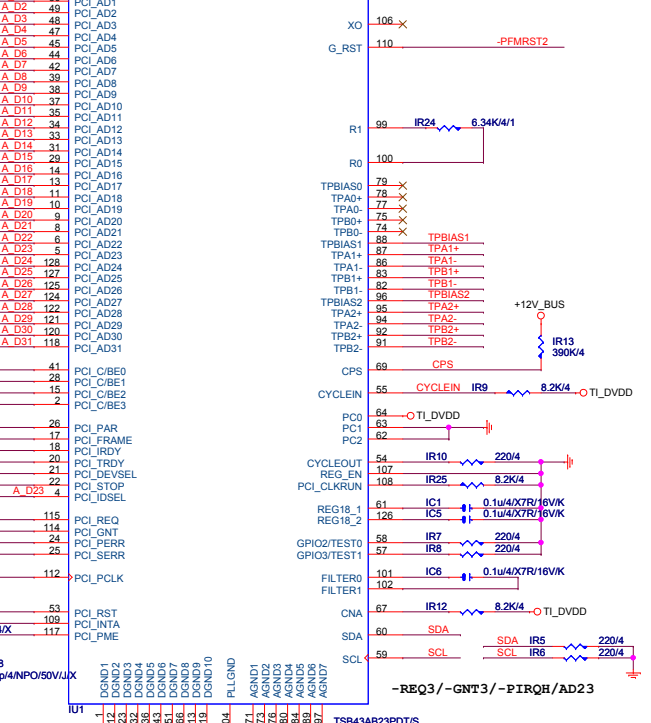 A_D2 49 PCI_AD1
A_D3 48 PCI_AD2
A_D4 47 PCI_AD3 XO 106
A_D5 45 PCI_AD4
A_D6 44 PCI_AD5 G_RST 110 -PFMRST2
A_D7 42 PCI_AD6
A_D8 39 PCI_AD7
A_D9 38 PCI_AD8
A_D10 37 PCI_AD9
A_D11 35 PCI_AD10
A_D12 34 PCI_AD11
A_D13 33 PCI_AD12 R1 99 IR24 6.34K/4/1
A_D14 31 PCI_AD13
A_D15 29 PCI_AD14
A_D16 14 PCI_AD15 R0 100
A_D17 13 PCI_AD16
A_D18 11 PCI_AD17 TPBIAS0 79
A_D19 10 PCI_AD18 TPA0+ 78
A_D20 9 PCI_AD19 TPA0- 77
A_D21 8 PCI_AD20 TPB0+ 75
A_D22 6 PCI_AD21 TPB0- 74
A_D23 5 PCI_AD22 TPBIAS1 88 TPBIAS1
A_D24 128 PCI_AD23 TPA1+ 87 TPA1+
A_D25 127 PCI_AD24 TPA1- 86 TPA1-
A_D26 125 PCI_AD25 TPB1+ 83 TPB1+
A_D27 124 PCI_AD26 TPB1- 82 TPB1-
A_D28 122 PCI_AD27 TPBIAS2 96 TPBIAS2
A_D29 121 PCI_AD28 TPA2+ 95 TPA2+ +12V_BUS
A_D30 120 PCI_AD29 TPA2- 94 TPA2-
A_D31 118 PCI_AD30 TPB2+ 92 TPB2+
PCI_AD31 TPB2- 91 TPB2- IR13
390K/4
41 PCI_C/BE0 CPS 69 CPS
28 PCI_C/BE1
15 PCI_C/BE2 CYCLEIN 55 CYCLEIN IR9 8.2K/4 TI_DVDD
2 PCI_C/BE3
PC0 64 TI_DVDD
26 PCI_PAR PC1 63
17 PCI_FRAME PC2 62
18 PCI_IRDY
20 PCI_TRDY CYCLEOUT 54 IR10 220/4
21 PCI_DEVSEL REG_EN 107
22 PCI_STOP PCI_CLKRUN 108 IR25 8.2K/4
A_D23 4 PCI_IDSEL
REG18_1 61 IC1 0.1u/4/X7R/16V/K
115 PCI_REQ REG18_2 126 IC5 0.1u/4/X7R/16V/K
114 PCI_GNT
24 PCI_PERR GPIO2/TEST0 58 IR7 220/4
25 PCI_SERR GPIO3/TEST1 57 IR8 220/4
112 PCI_PCLK FILTER0 101 IC6 0.1u/4/X7R/16V/K
FILTER1 102
53 PCI_RST CNA 67 IR12 8.2K/4 TI_DVDD
109 PCI_INTA
117 PCI_PME SDA 60 SDA
SDA IR5 220/4
SCL 59 SCL SCL IR6 220/4
p/4/NPO/50V/J/X
DGND1 DGND2 DGND3 DGND4 DGND5 DGND6 DGND7 DGND8 DGND9 DGND10 PLLGND AGND1 AGND2 AGND3 AGND4 AGND5 AGND6 AGND7
-REQ3/-GNT3/-PIRQH/AD23
IU1
TSB43AB23PDT/S